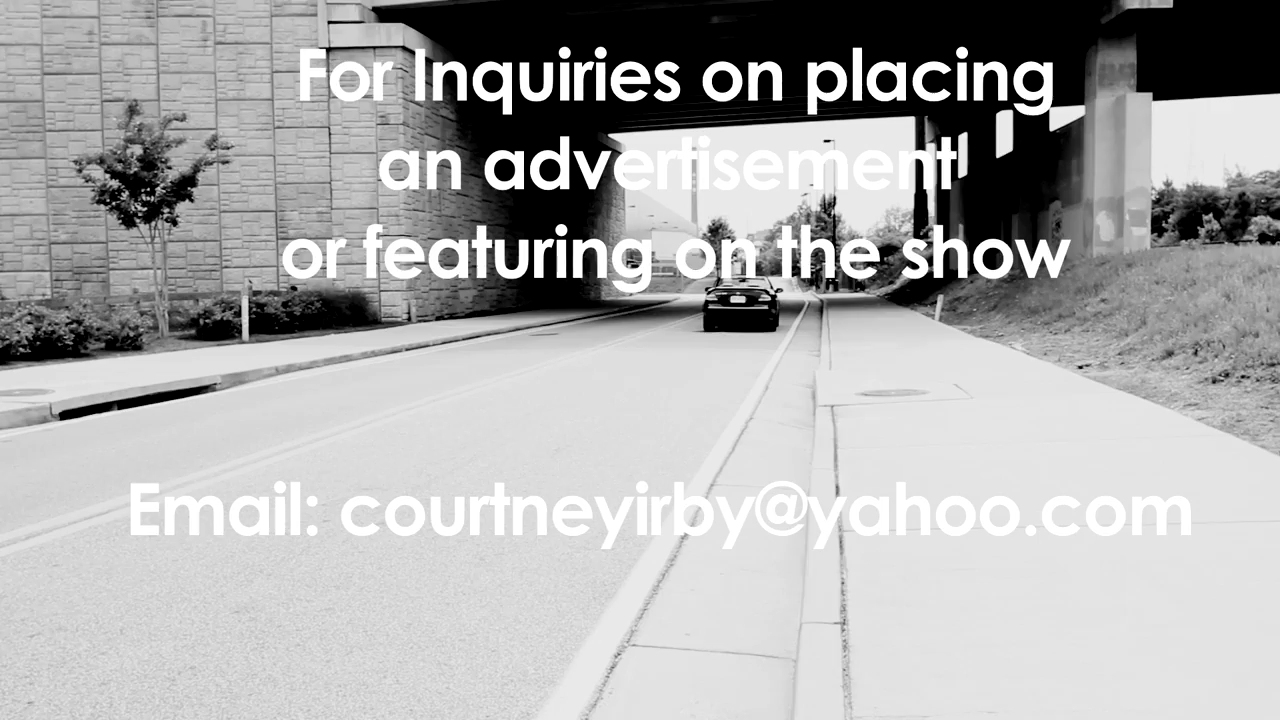 For Inquiries on placing
an advertisement
or featuring on the show
Email: courtneyirby@yahoo.com